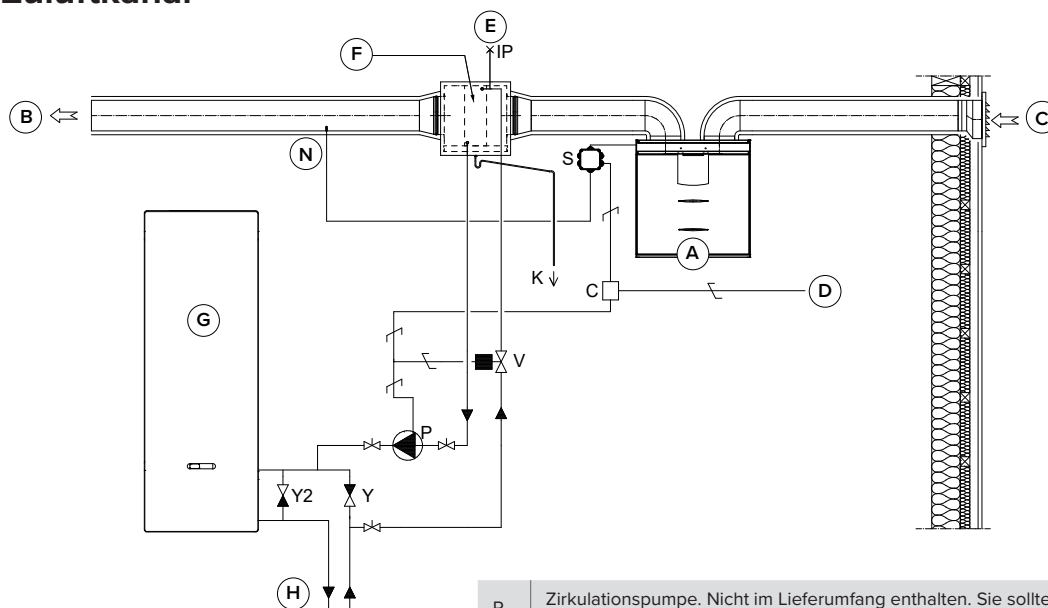 Zuluftkanal
E
IP
F
B
C
N
S
A
K
C
D
G
V
P
Y2
Y
H
P
Zirkulationspumpe. Nicht im Lieferumfang enthalten. Sie sollte